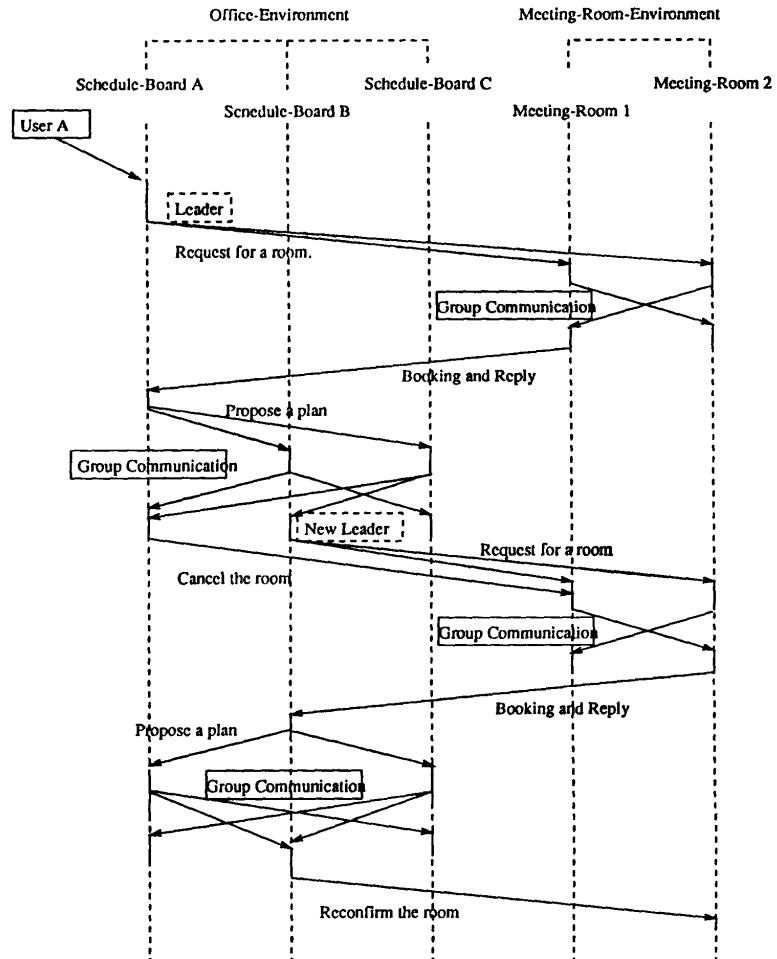 Office-Environment
Meeting-Room-Environment
Schedule-Board A
Schedule-Board C
Meeting-Room 2
Schedule-Board B
Meeting-Room 1
User A
Leader
Request for a room.
Group Communication
Booking and Reply
Propose a plan
Group Communication
New Leader
Request for a room
Cancel the room
Group Communication
Booking and Reply
Propose a plan
Group Communication
Reconfirm the room